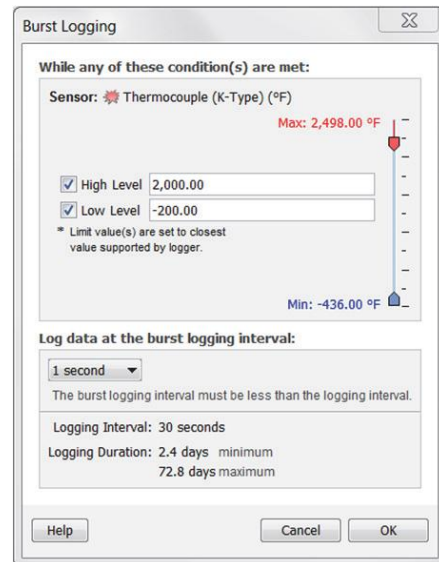 Burst Logging
While any of these condition(s) are met:
Sensor: Thermocouple (K-Type) (°F)
Max: 2,498.00 °F
High Level 2,000.00
Low Level -200.00
* Limit value(s) are set to closest
value supported by logger.
Min: -436.00 °F
Log data at the burst logging interval:
1 second
The burst logging interval must be less than the logging interval.
Logging Interval: 30 seconds
Logging Duration: 2.4 days minimum
72.8 days maximum
Help Cancel OK